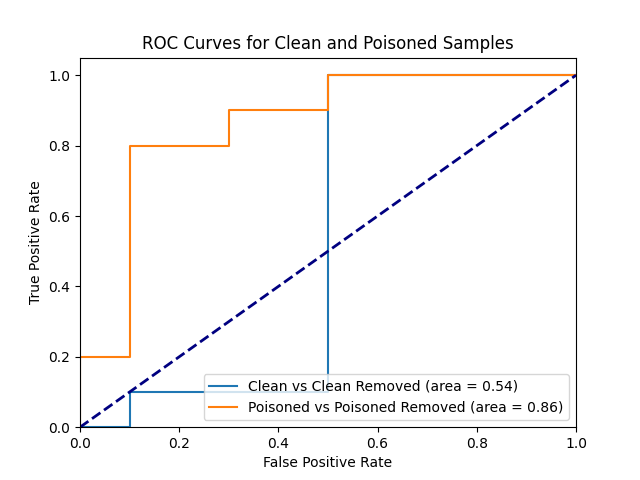 ROC Curves for Clean and Poisoned Samples
1.0
0.8
0.6
0.4
0.2
0.0
True Positive Rate
Clean vs Clean Removed (area = 0.54)
Poisoned vs Poisoned Removed (area = 0.86)
0.0 0.2 0.4 0.6 0.8 1.0
False Positive Rate